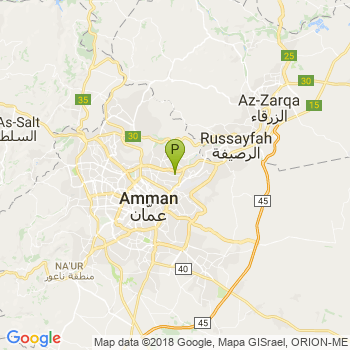 25
35
30
Az-Zarqa
الزرقاء
15
As-Salt
السلط
30
P
Russayfah
الرصيفة
Amman
عمان
45
NA'UR
منطقة ناعور
40
45
Google
Map data ©2018 Google, Mapa GISrael, ORION-ME